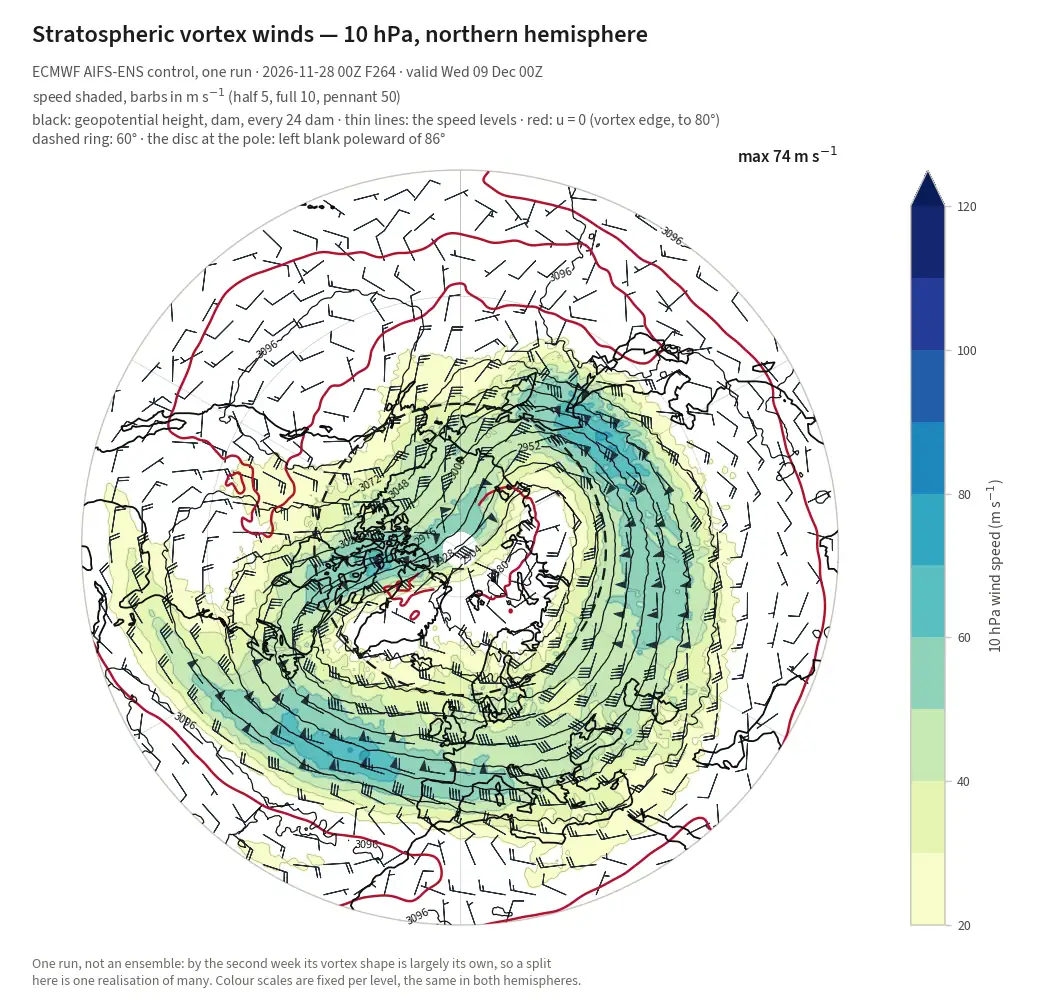 Stratospheric vortex winds — 10 hPa, northern hemisphere
ECMWF AIFS-ENS control, one run · 2026-11-28 00Z F264 · valid Wed 09 Dec 00Z
speed shaded, barbs in m s⁻¹ (half 5, full 10, pennant 50)
black: geopotential height, dam, every 24 dam · thin lines: the speed levels · red: u = 0 (vortex edge, to 80°)
dashed ring: 60° · the disc at the pole: left blank poleward of 86°
max 74 m s⁻¹
120
100
80
60
40
20
10 hPa wind speed (m s⁻¹)
3096
3096
3096
2952
3072
3048
3096
3096
3096
One run, not an ensemble: by the second week its vortex shape is largely its own, so a split
here is one realisation of many. Colour scales are fixed per level, the same in both hemispheres.